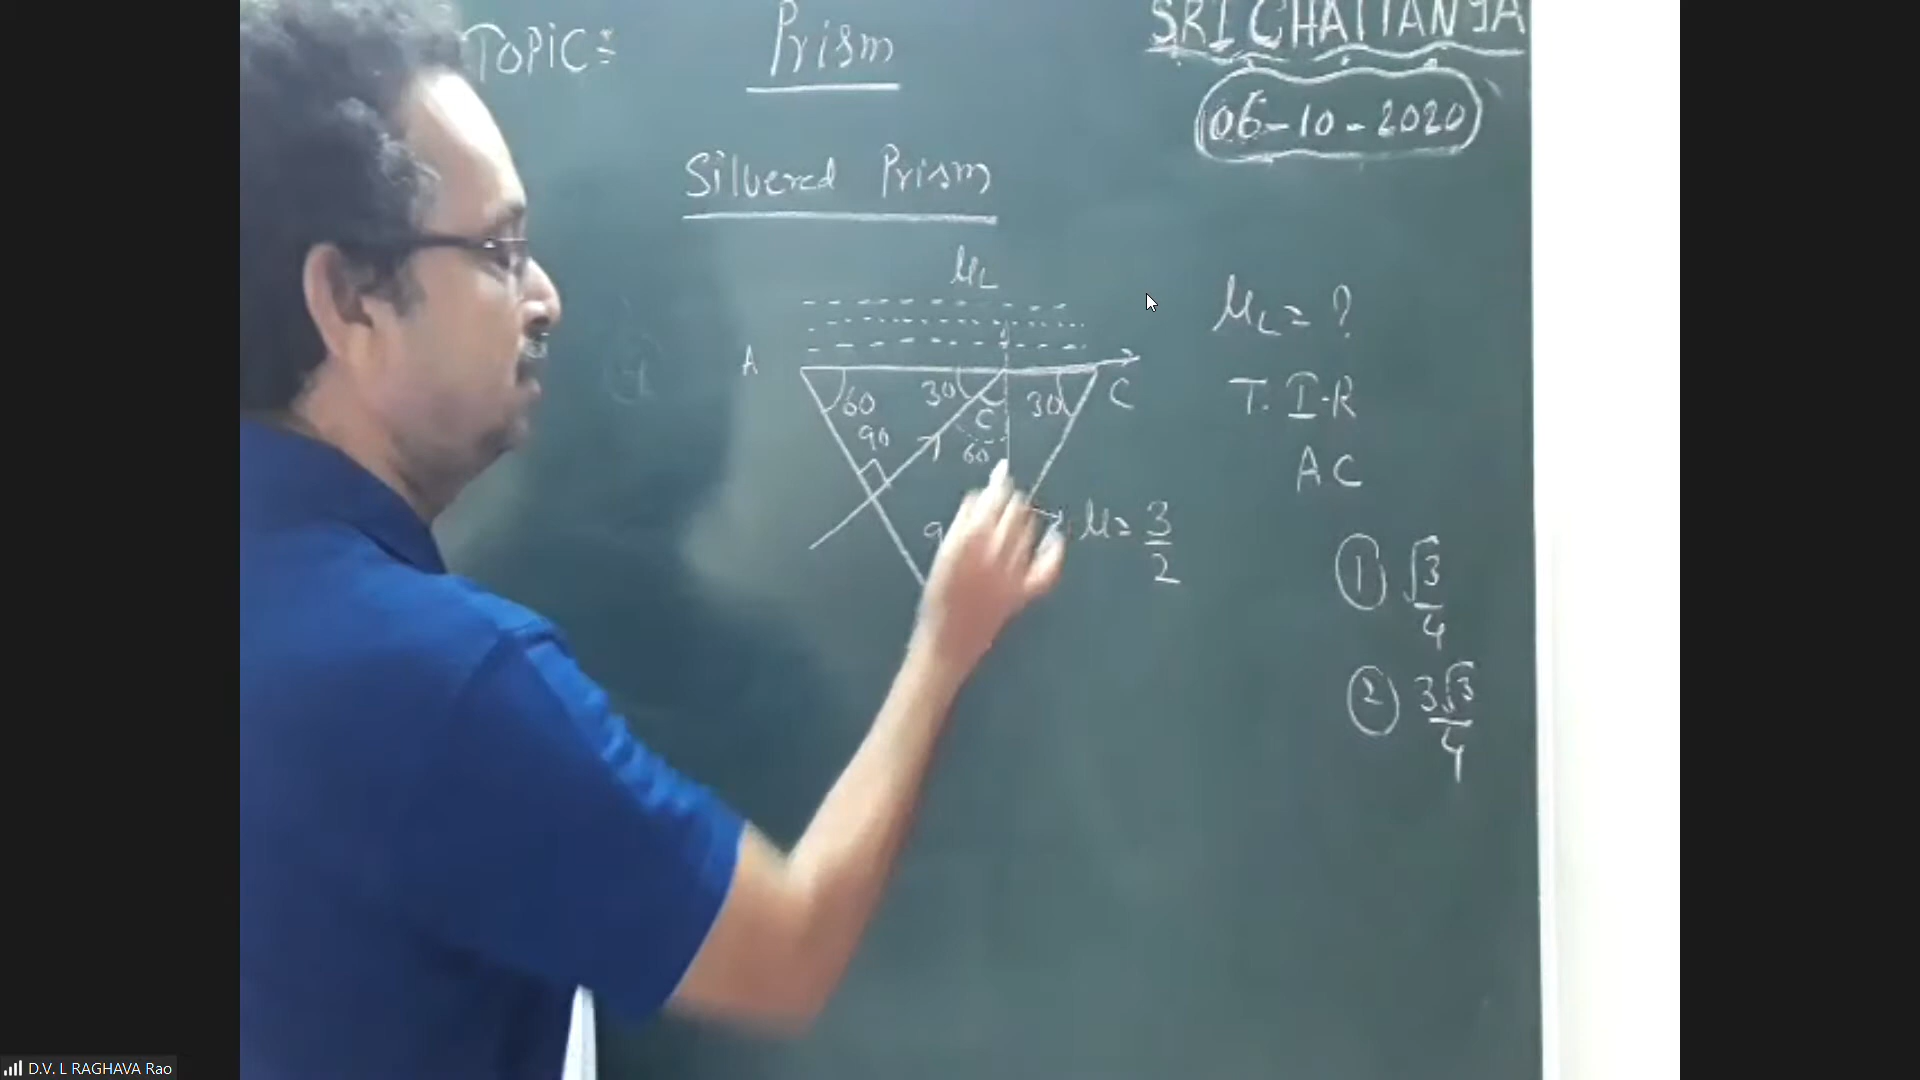 TOPIC:
Prism
SRI CHAITANYA
06-10-2020
Silvered Prism
μL
μL = ?
A
C
60
30
C
30
90
60
T.I.R
AC
9
μ = 3/2
① √3/4
② 3√3/4
D.V. L RAGHAVA Rao